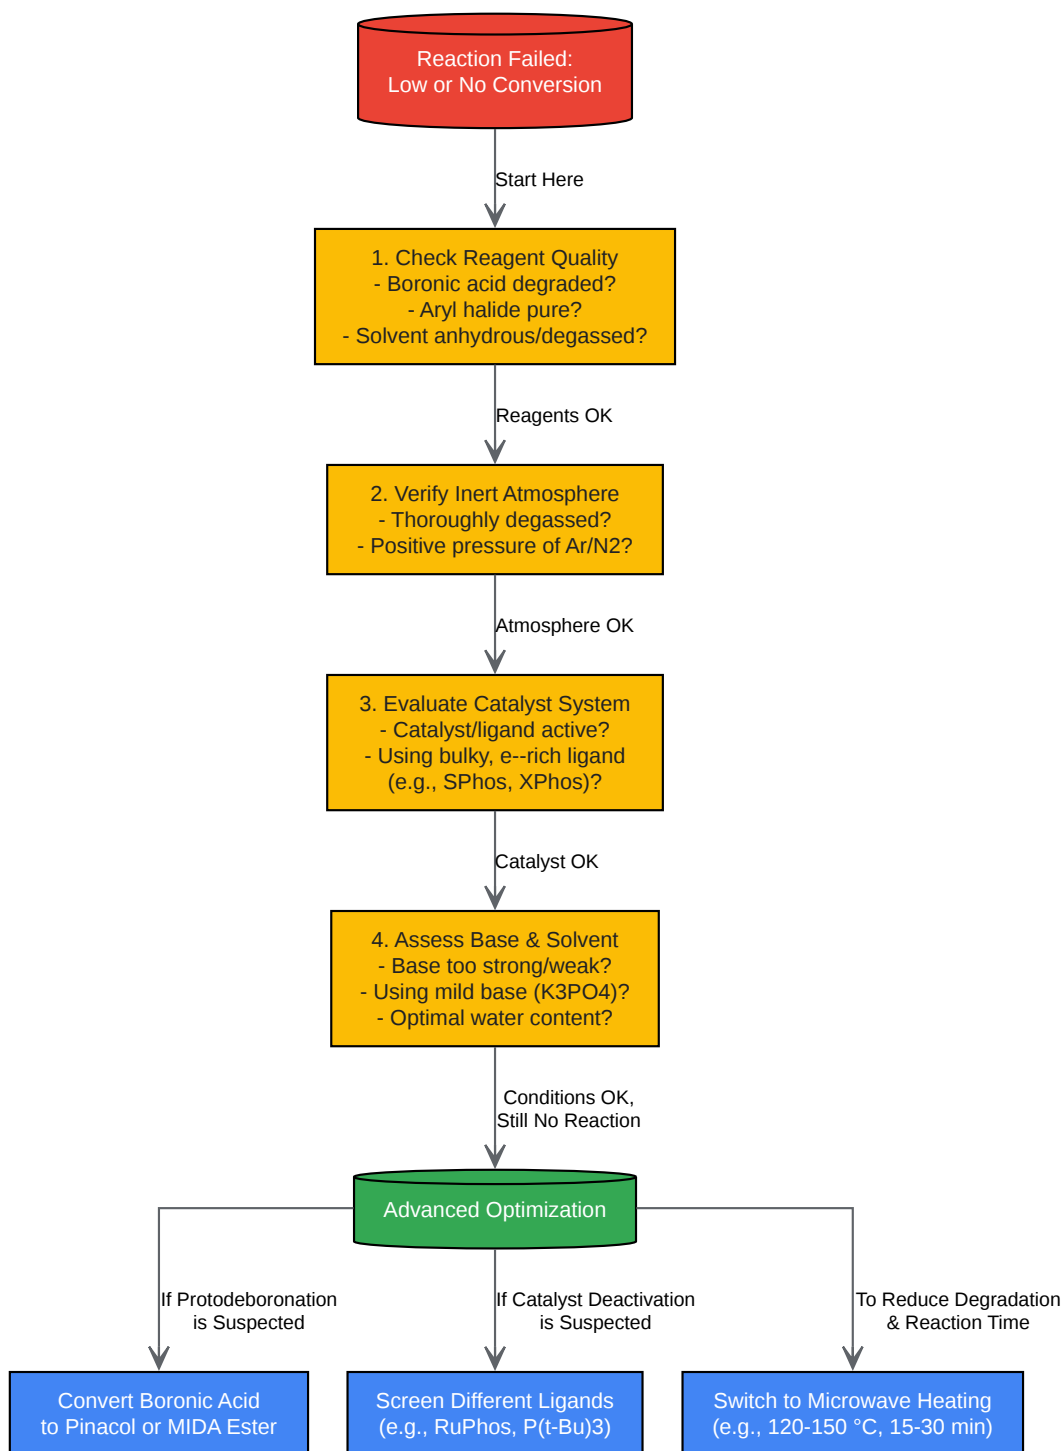 Reaction Failed:
Low or No Conversion
Start Here
1. Check Reagent Quality
- Boronic acid degraded?
- Aryl halide pure?
- Solvent anhydrous/degassed?
Reagents OK
2. Verify Inert Atmosphere
- Thoroughly degassed?
- Positive pressure of Ar/N2?
Atmosphere OK
3. Evaluate Catalyst System
- Catalyst/ligand active?
- Using bulky, e--rich ligand
(e.g., SPhos, XPhos)?
Catalyst OK
4. Assess Base & Solvent
- Base too strong/weak?
- Using mild base (K3PO4)?
- Optimal water content?
Conditions OK,
Still No Reaction
Advanced Optimization
If Protodeboronation
is Suspected
If Catalyst Deactivation
is Suspected
To Reduce Degradation
& Reaction Time
Convert Boronic Acid
to Pinacol or MIDA Ester
Screen Different Ligands
(e.g., RuPhos, P(t-Bu)3)
Switch to Microwave Heating
(e.g., 120-150 °C, 15-30 min)